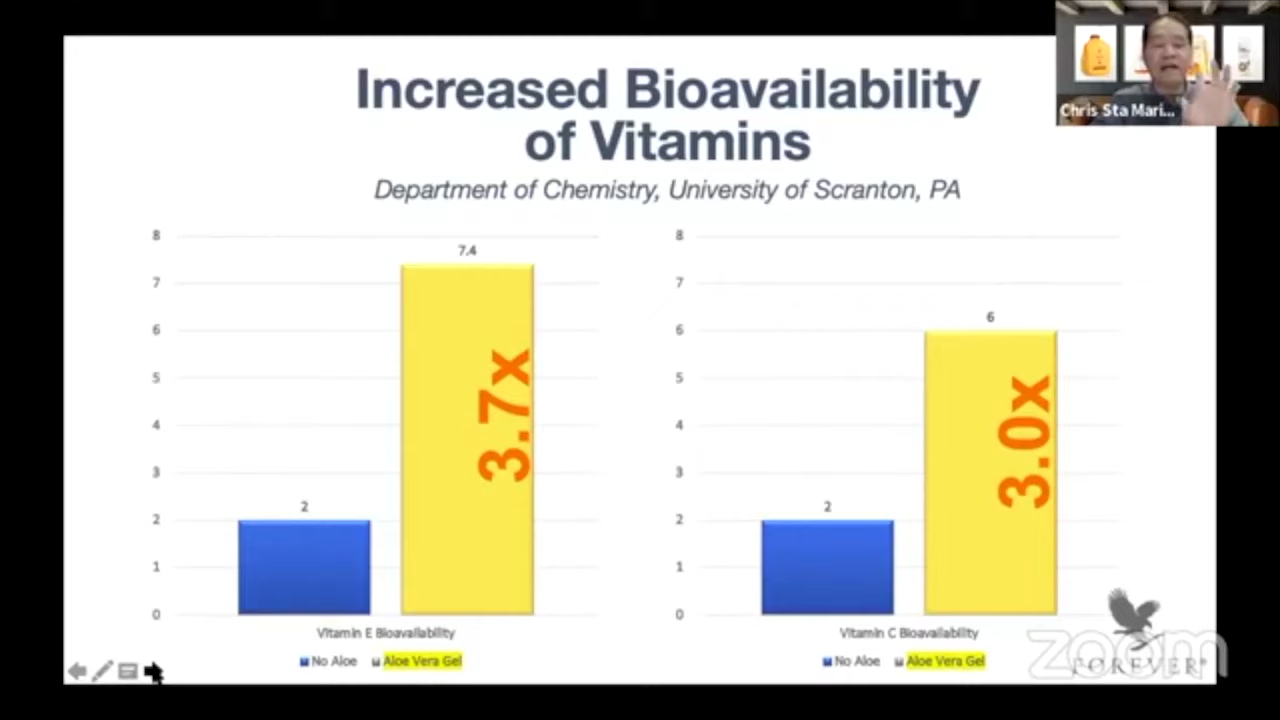 Increased Bioavailability
of Vitamins
Department of Chemistry, University of Scranton, PA
Chris Sta Mari...
8
7
6
5
4
3
2
1
0
2
7.4
3.7x
Vitamin E Bioavailability
No Aloe Aloe Vera Gel
8
7
6
5
4
3
2
1
0
2
6
3.0x
Vitamin C Bioavailability
No Aloe Aloe Vera Gel
zoom
FOREVER®